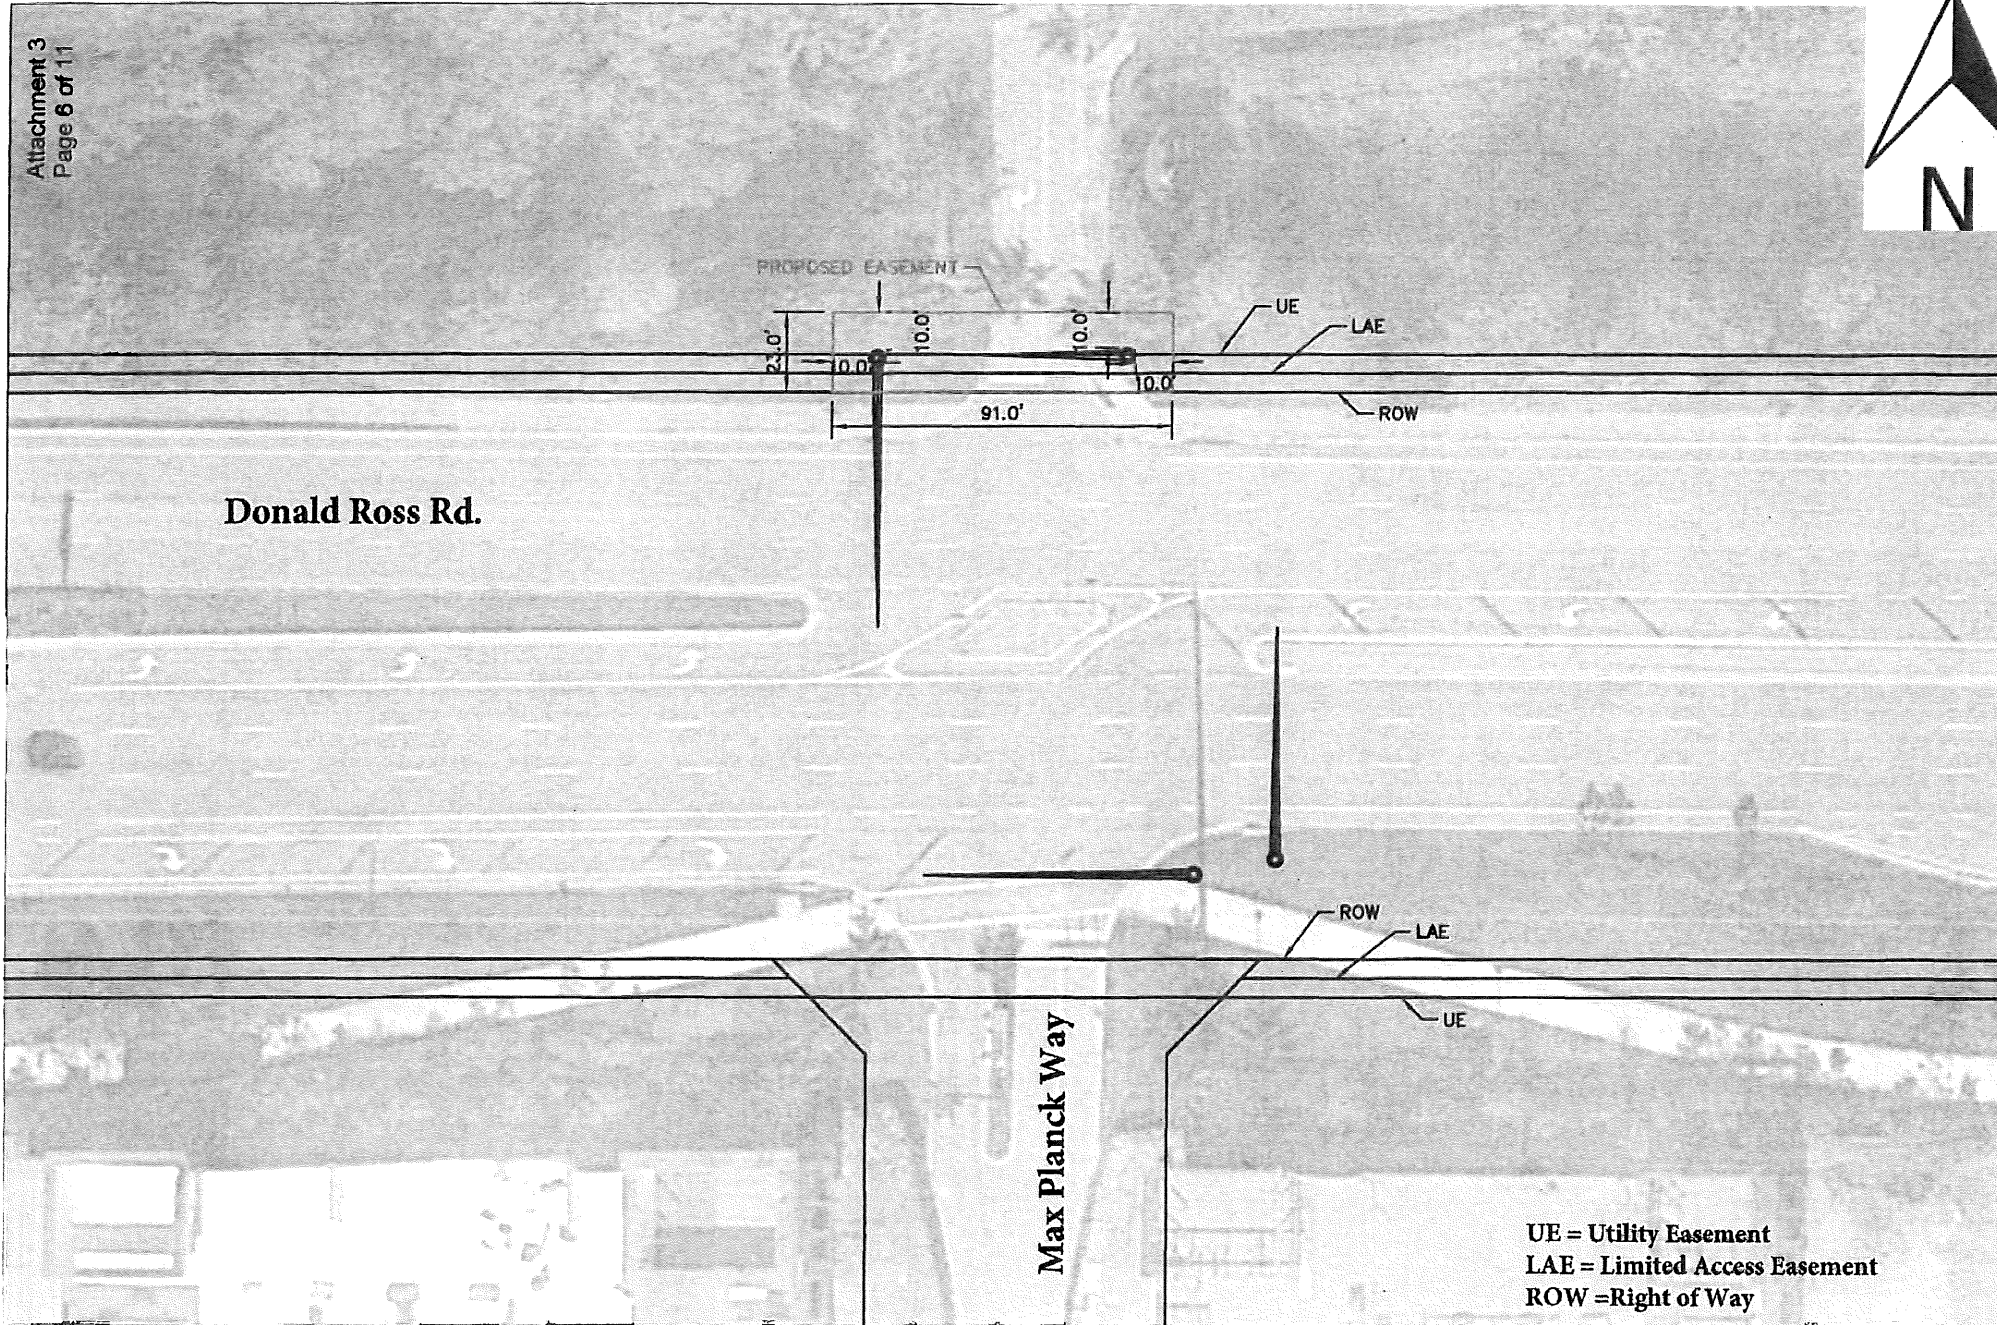 Attachment 3
Page 6 of 11
N
PROPOSED EASEMENT
UE
LAE
23.0'
10.0'
10.0'
10.0'
10.0'
ROW
91.0'
Donald Ross Rd.
ROW
LAE
UE
Max Planck Way
UE = Utility Easement
LAE = Limited Access Easement
ROW =Right of Way